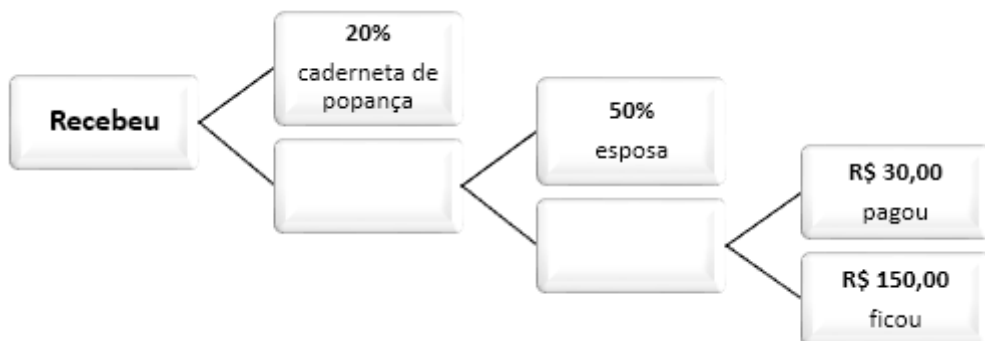 Recebeu
20%
caderneta de
popança
50%
esposa
R$ 30,00
pagou
R$ 150,00
ficou